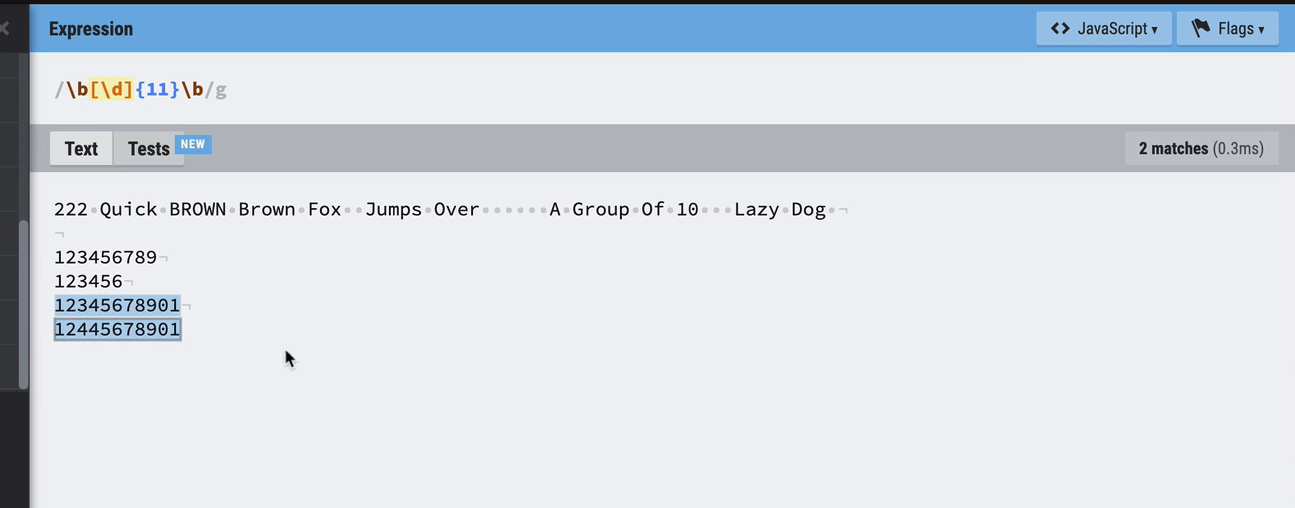 Expression
<> JavaScript ▾
Flags ▾
/\b[\d]{11}\b/g
Text
Tests
NEW
2 matches (0.3ms)
222·Quick·BROWN·Brown·Fox··Jumps·Over······A·Group·Of·10···Lazy·Dog·¬
¬
123456789¬
123456¬
12345678901¬
12445678901